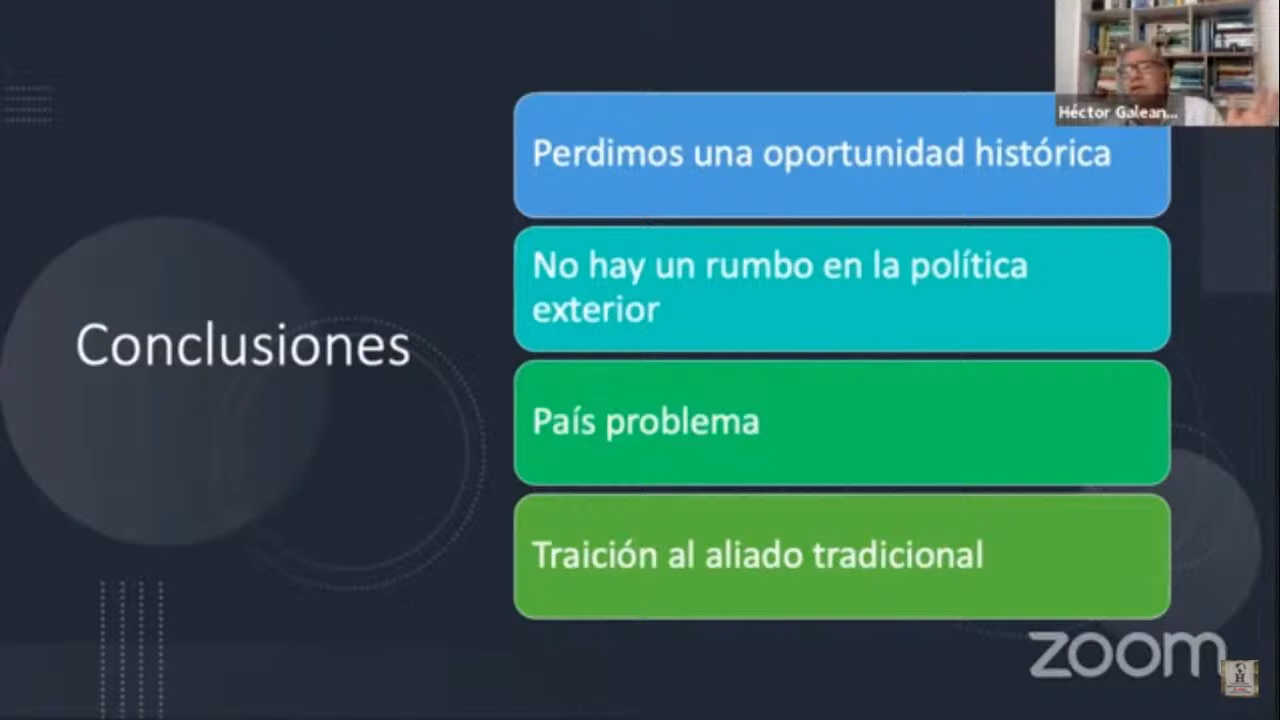 Héctor Galean...
Perdimos una oportunidad histórica
No hay un rumbo en la política
exterior
Conclusiones
País problema
Traición al aliado tradicional
zoom
3
H